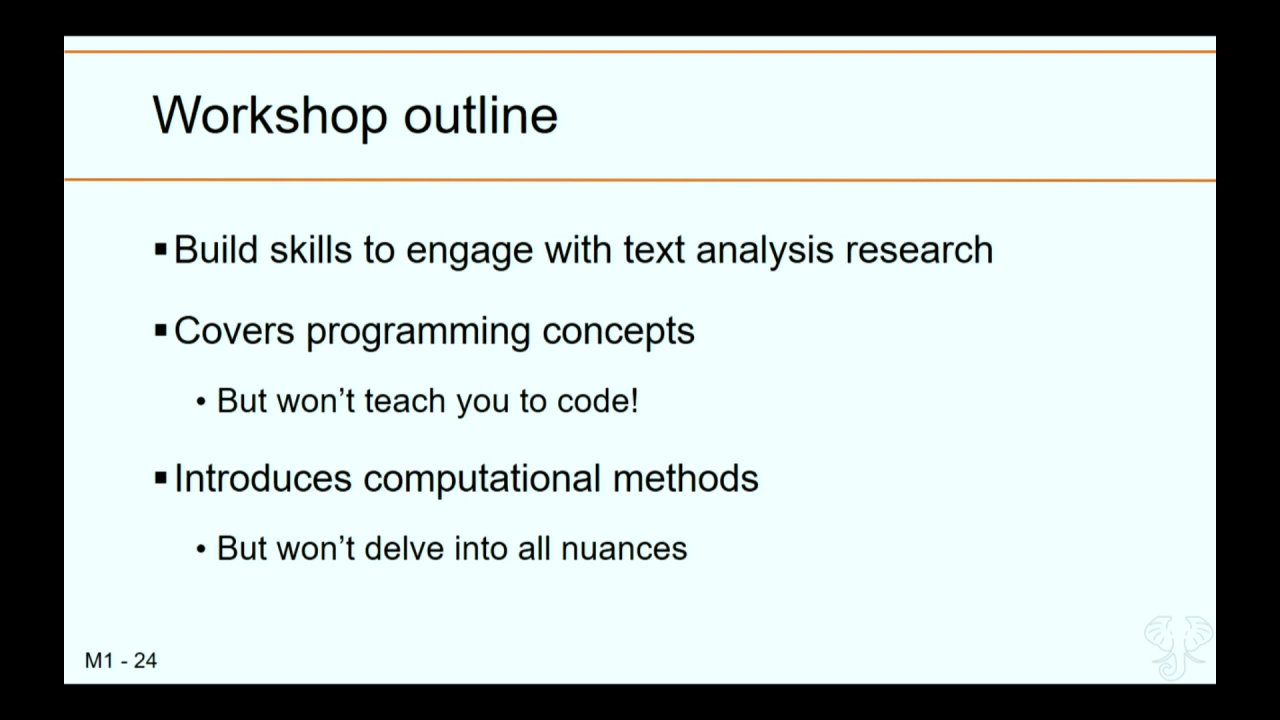 Workshop outline
▪ Build skills to engage with text analysis research
▪ Covers programming concepts
• But won’t teach you to code!
▪ Introduces computational methods
• But won’t delve into all nuances
M1 - 24